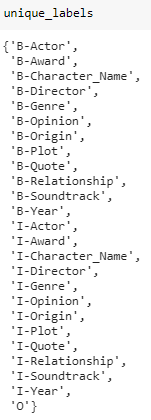 unique_labels
{'B-Actor',
'B-Award',
'B-Character_Name',
'B-Director',
'B-Genre',
'B-Opinion',
'B-Origin',
'B-Plot',
'B-Quote',
'B-Relationship',
'B-Soundtrack',
'B-Year',
'I-Actor',
'I-Award',
'I-Character_Name',
'I-Director',
'I-Genre',
'I-Opinion',
'I-Origin',
'I-Plot',
'I-Quote',
'I-Relationship',
'I-Soundtrack',
'I-Year',
'O'}